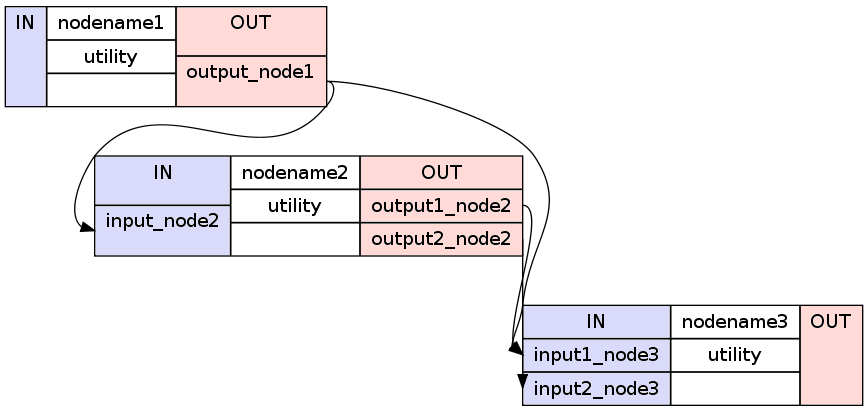 IN nodename1 OUT
utility
output_node1
IN nodename2 OUT
utility output1_node2
input_node2
output2_node2
IN nodename3 OUT
input1_node3 utility
input2_node3